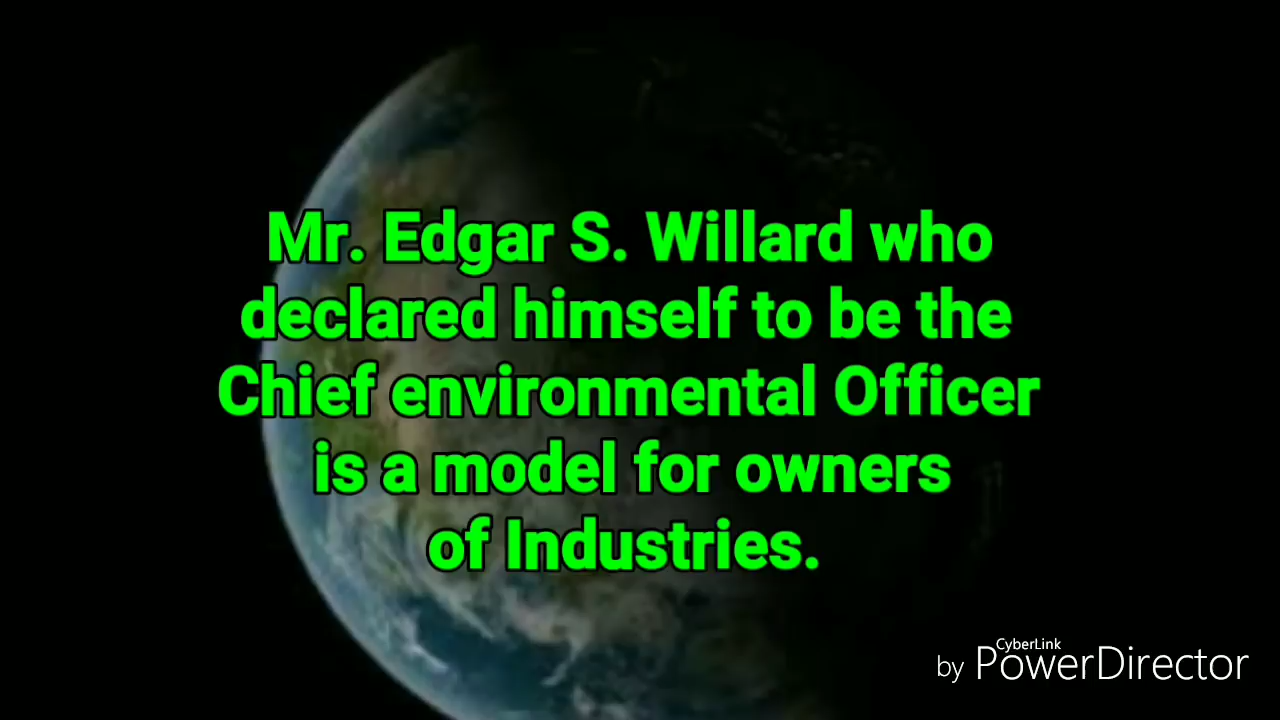 Mr. Edgar S. Willard who
declared himself to be the
Chief environmental Officer
is a model for owners
of Industries.
CyberLink
by PowerDirector